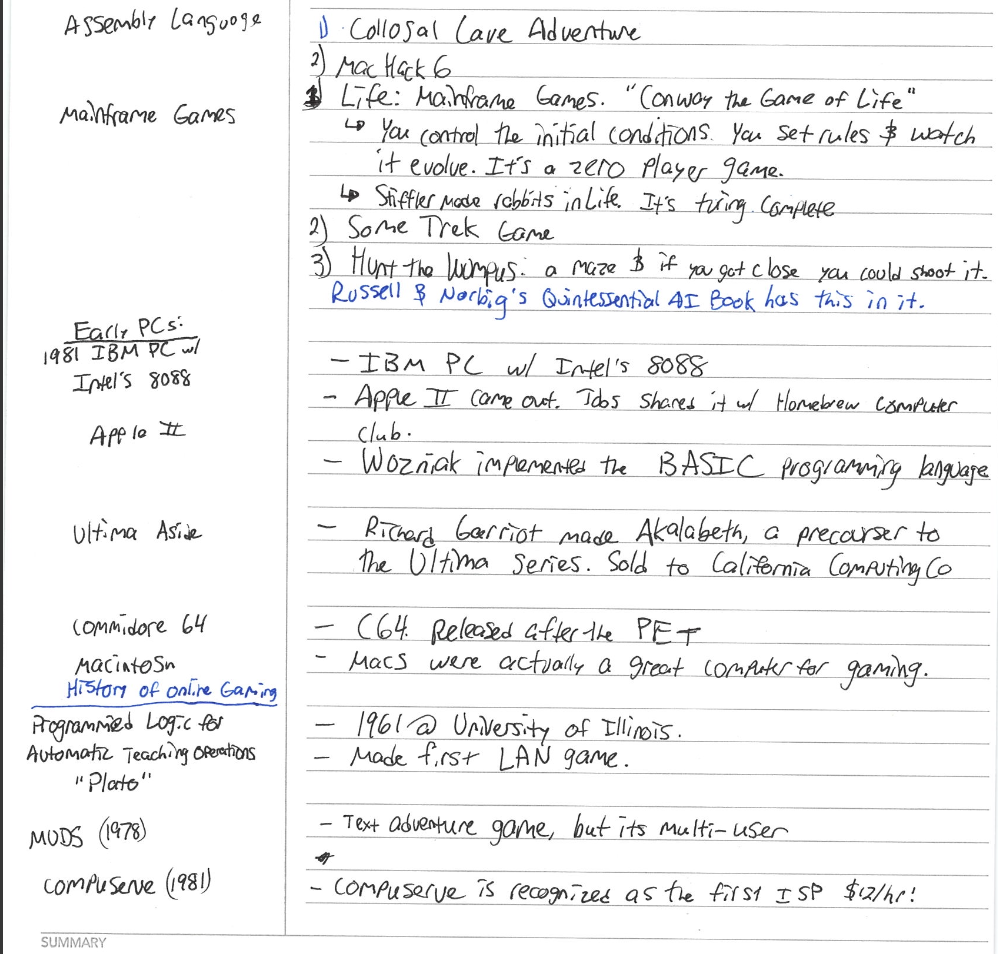 Assembly Language
1) Collosal Cave Adventure
2) Mac Hack 6
Mainframe Games
1) Life: Mainframe Games. "Conway the Game of Life"
↳ You control the initial conditions. You set rules & watch
it evolve. It's a zero player game.
↳ Stiffler made rabbits in Life. It's turing complete
2) Some Trek Game
3) Hunt the Wumpus: a maze & if you got close you could shoot it.
Russell & Norbig's Quintessential AI Book has this in it.
Early PCs:
1981 IBM PC w/
Intel's 8088
- IBM PC w/ Intel's 8088
Apple II
- Apple II came out. Jobs shared it w/ Homebrew Computer
club.
- Wozniak implemented the BASIC programming language
Ultima Aside
- Richard Garriot made Akalabeth, a precurser to
the Ultima Series. Sold to California Computing Co
Commidore 64
- C64. Released after the PET
Macintosh
- Macs were actually a great computer for gaming.
History of online Gaming
Programmed Logic for
Automatic Teaching Operations
"Plato"
- 1961 @ University of Illinois.
- Made first LAN game.
MUDS (1978)
- Text adventure game, but its multi-user
CompuServe (1981)
- Compuserve is recognized as the first ISP $12/hr!
SUMMARY